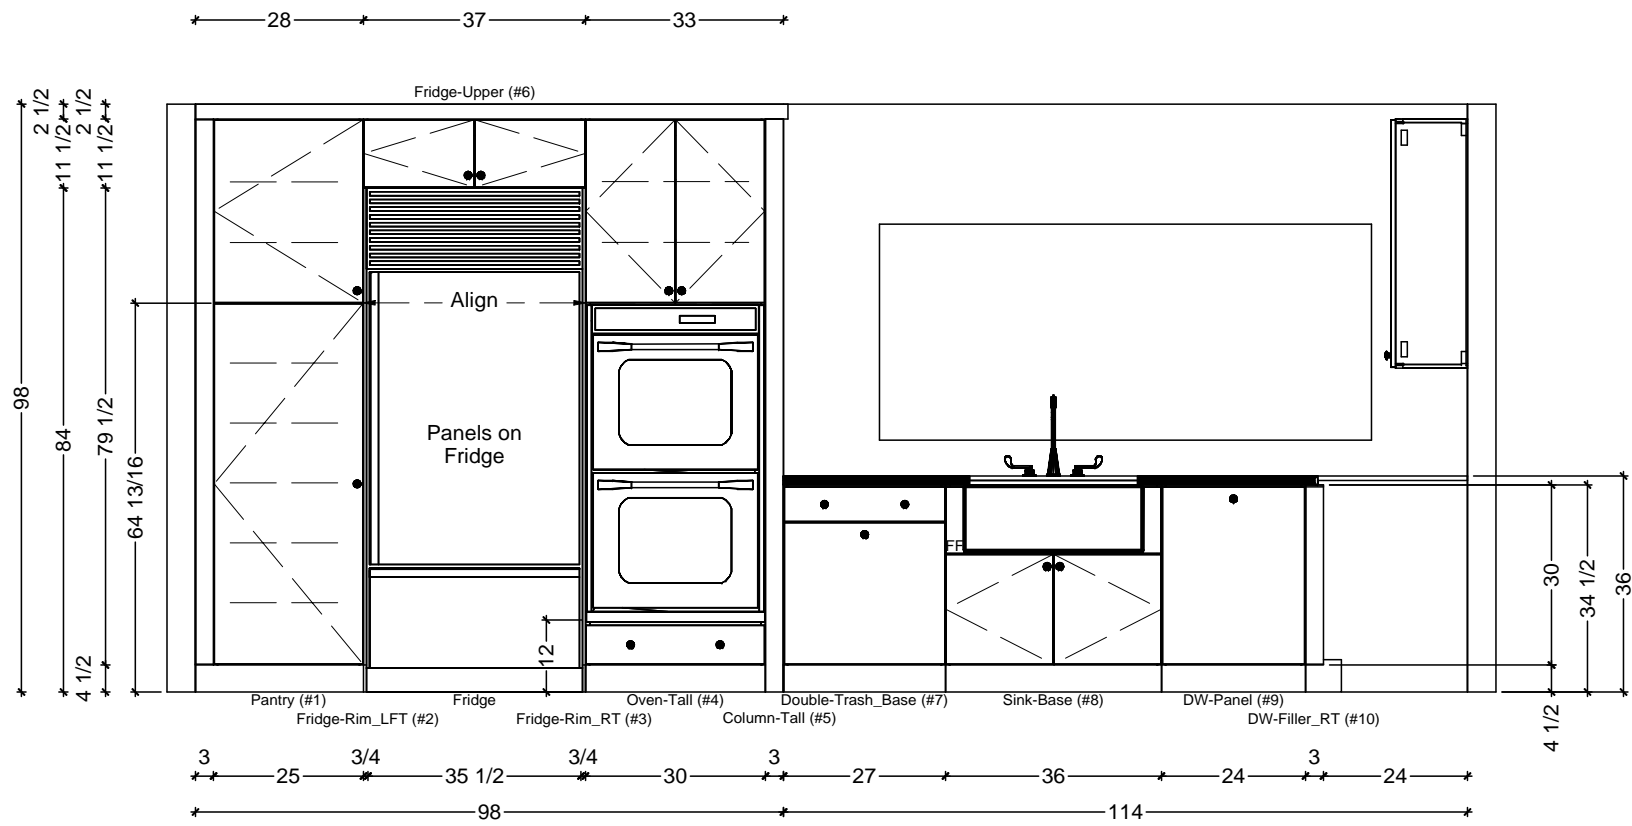 28 37 33
Fridge-Upper (#6)
2 1/2
2 1/2
11 1/2
11 1/2
98
84
79 1/2
64 13/16
4 1/2
Align
Panels on
Fridge
12
FF
30
34 1/2
36
4 1/2
Pantry (#1) Fridge Oven-Tall (#4) Double-Trash_Base (#7) Sink-Base (#8) DW-Panel (#9)
Fridge-Rim_LFT (#2) Fridge-Rim_RT (#3) Column-Tall (#5) DW-Filler_RT (#10)
3 3/4 3/4 3 3
25 35 1/2 30 27 36 24 24
98 114